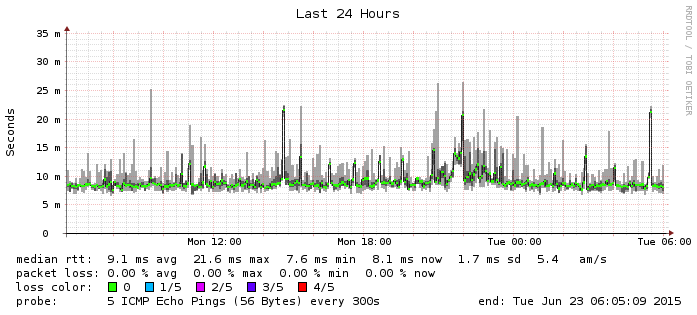 Last 24 Hours
RRDTOOL / TOBI OETIKER
Seconds
35 m
30 m
25 m
20 m
15 m
10 m
5 m
0
Mon 12:00 Mon 18:00 Tue 00:00 Tue 06:00
median rtt: 9.1 ms avg 21.6 ms max 7.6 ms min 8.1 ms now 1.7 ms sd 5.4 am/s
packet loss: 0.00 % avg 0.00 % max 0.00 % min 0.00 % now
loss color: 0 1/5 2/5 3/5 4/5
probe: 5 ICMP Echo Pings (56 Bytes) every 300s end: Tue Jun 23 06:05:09 2015